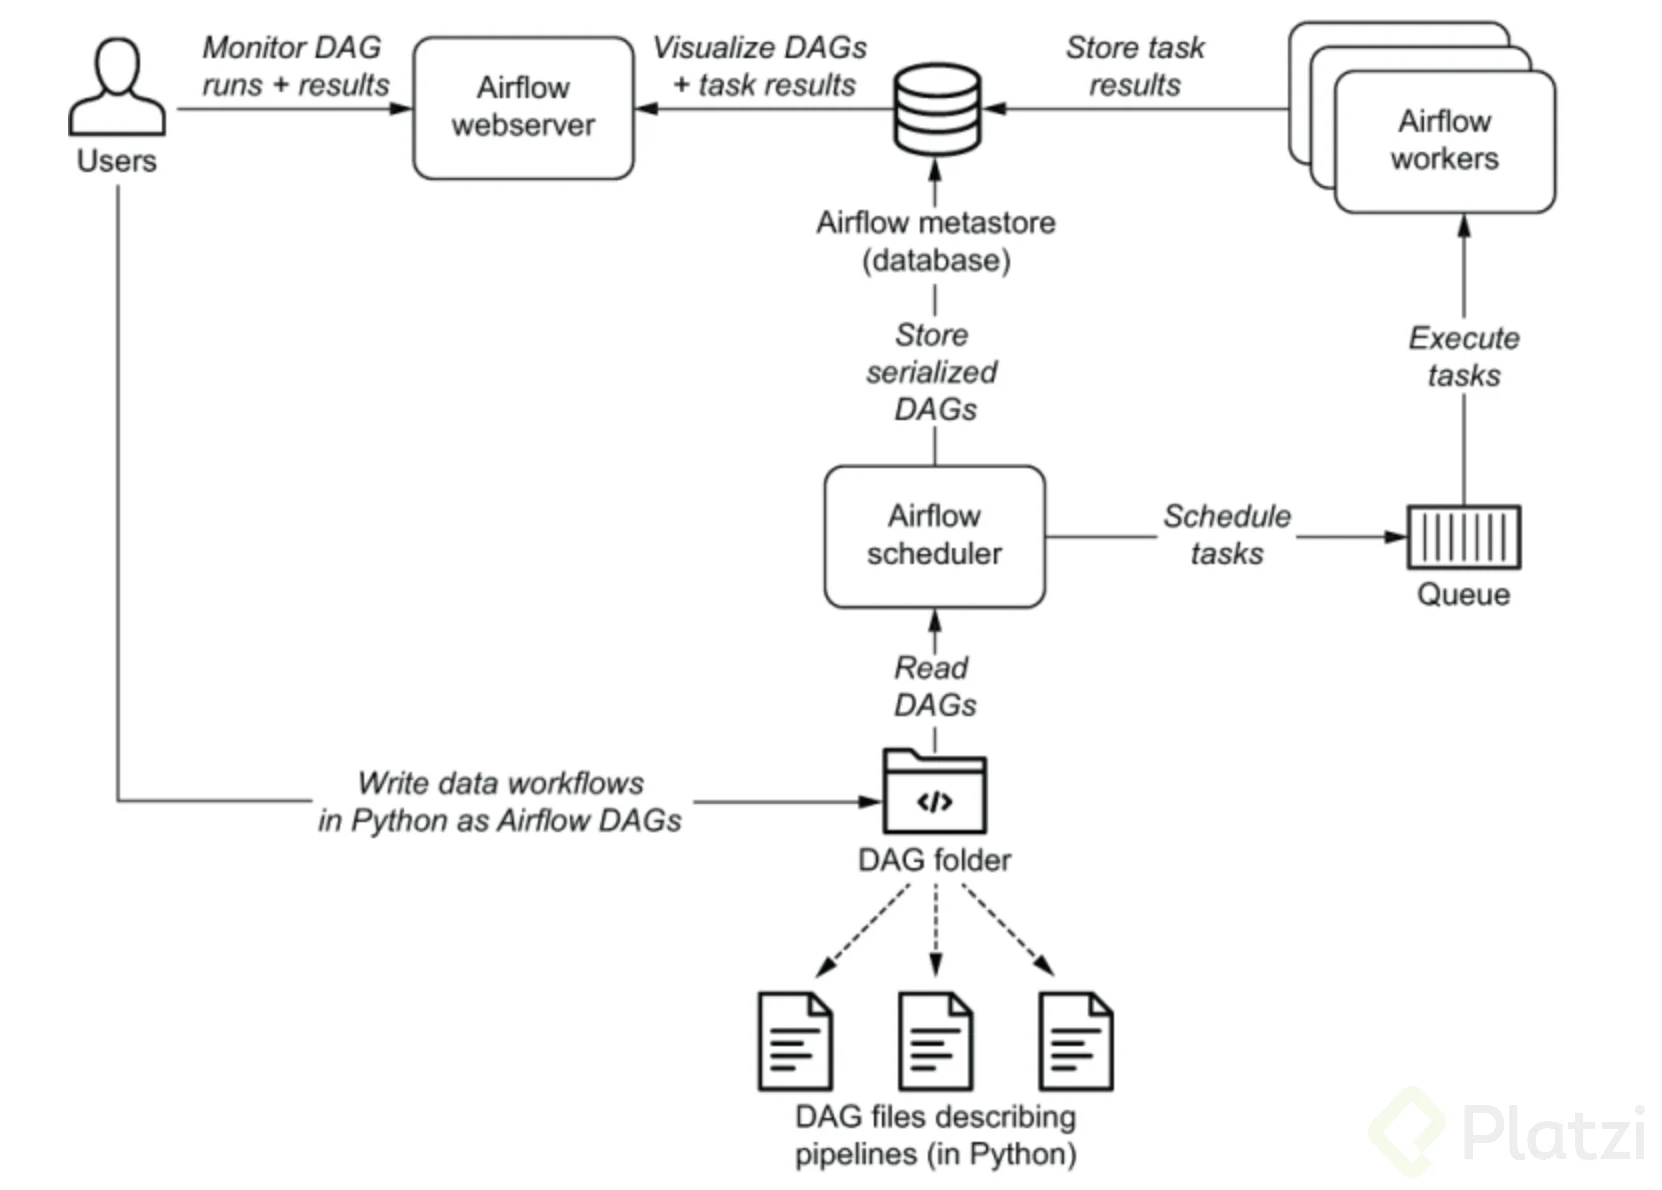 Monitor DAG
runs + results
Users
Airflow
webserver
Visualize DAGs
+ task results
Airflow metastore
(database)
Store task
results
Airflow
workers
Store
serialized
DAGs
Execute
tasks
Airflow
scheduler
Schedule
tasks
Queue
Read
DAGs
Write data workflows
in Python as Airflow DAGs
</>
DAG folder
DAG files describing
pipelines (in Python)
Platzi